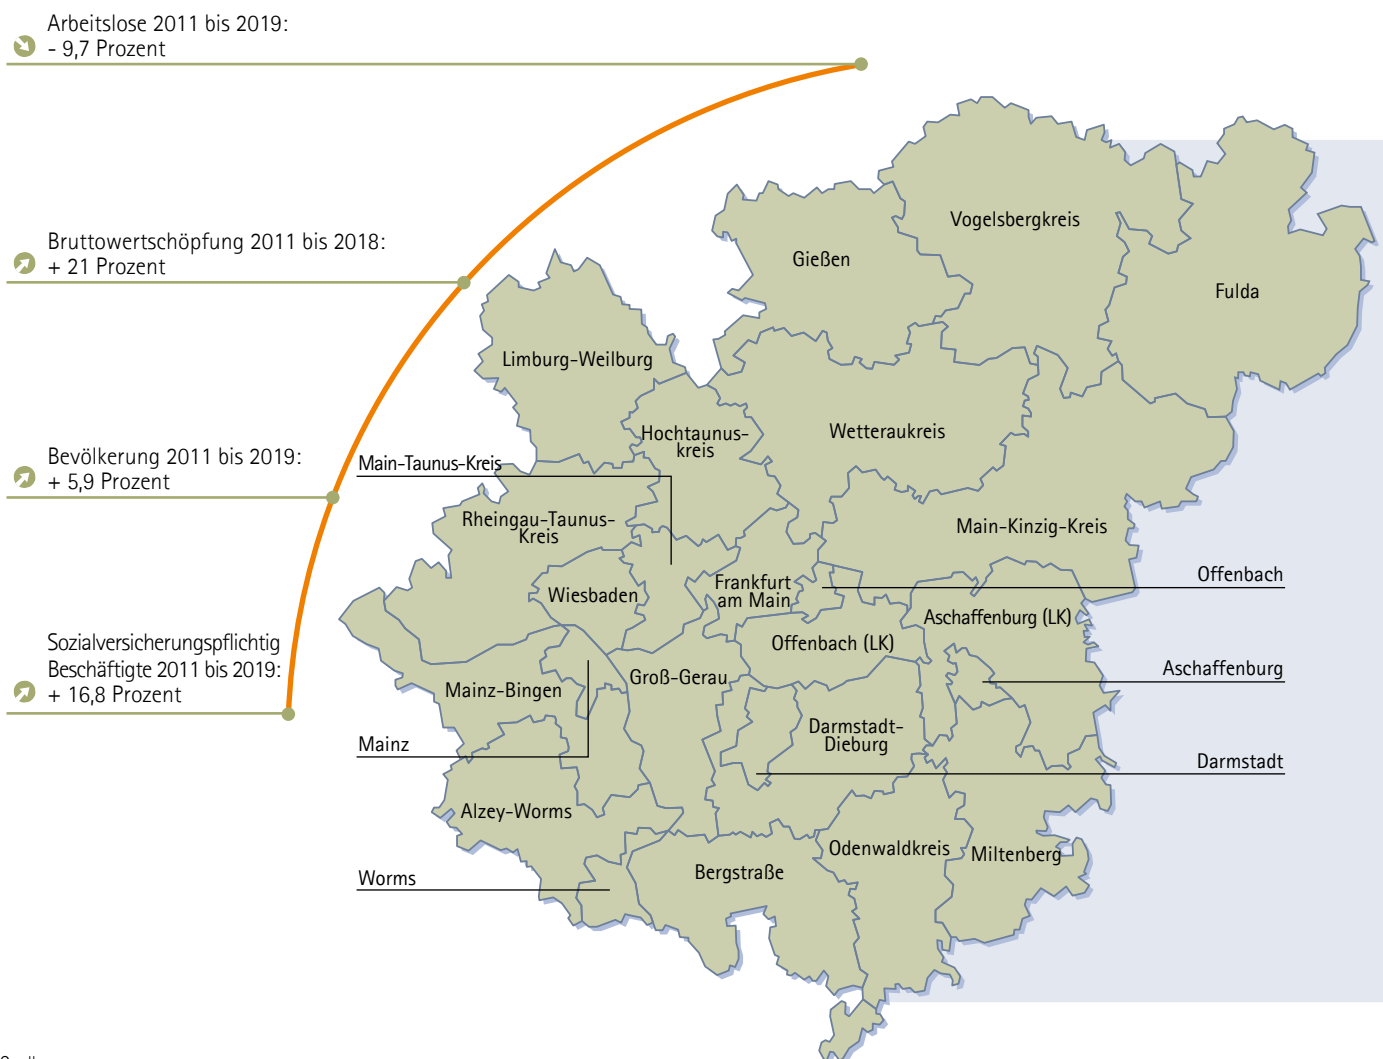 Arbeitslose 2011 bis 2019:
- 9,7 Prozent
Bruttowertschöpfung 2011 bis 2018:
+ 21 Prozent
Bevölkerung 2011 bis 2019:
+ 5,9 Prozent
Sozialversicherungspflichtig
Beschäftigte 2011 bis 2019:
+ 16,8 Prozent
Vogelsbergkreis
Gießen
Fulda
Limburg-Weilburg
Hochtaunus-
kreis
Wetteraukreis
Main-Taunus-Kreis
Rheingau-Taunus-
Kreis
Main-Kinzig-Kreis
Wiesbaden
Frankfurt
am Main
Offenbach
Aschaffenburg (LK)
Offenbach (LK)
Aschaffenburg
Mainz-Bingen
Groß-Gerau
Darmstadt-
Dieburg
Mainz
Darmstadt
Alzey-Worms
Odenwaldkreis
Miltenberg
Bergstraße
Worms